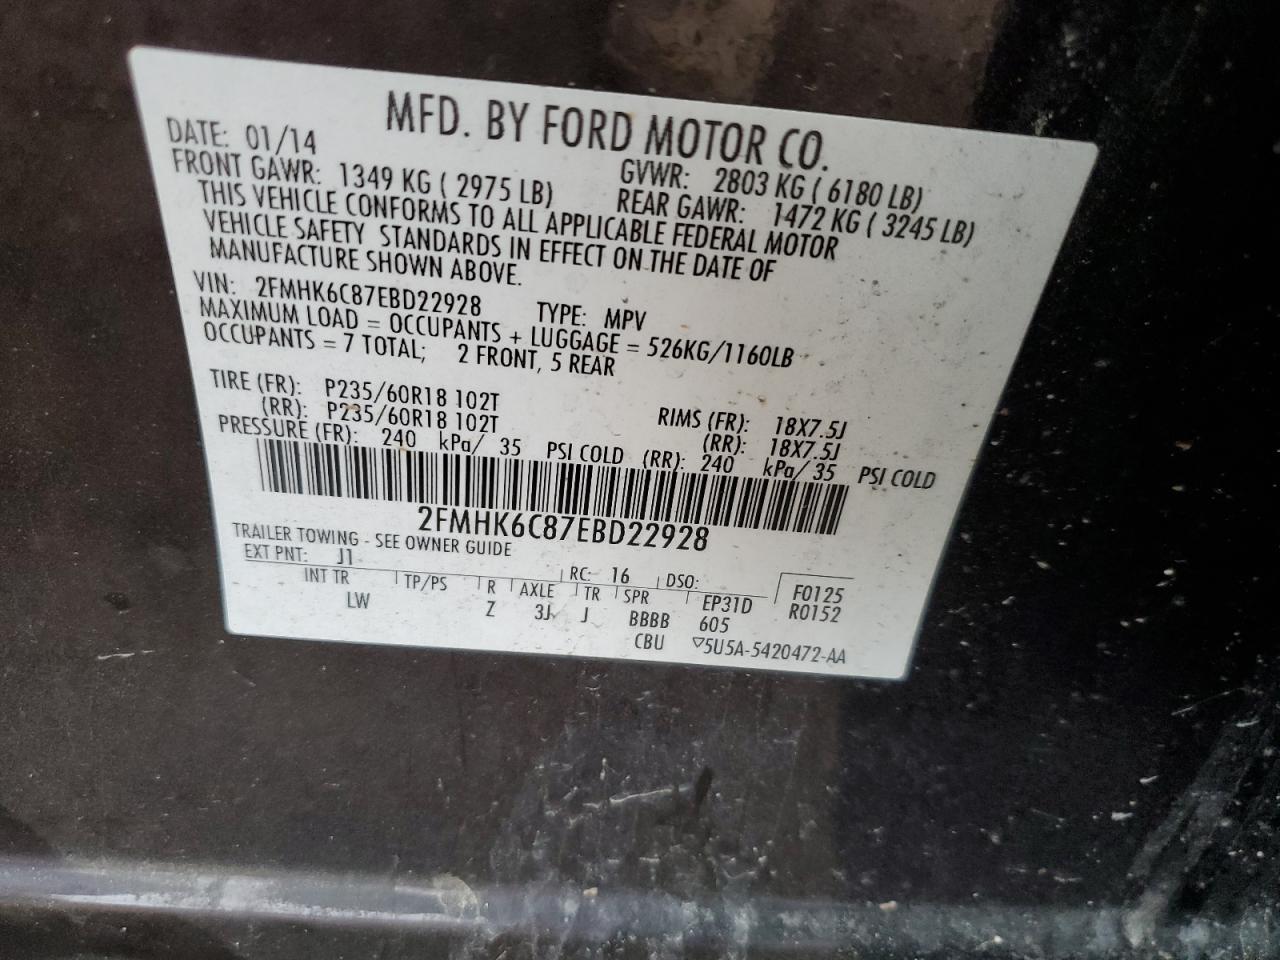 MFD. BY FORD MOTOR CO.
DATE: 01/14 GVWR: 2803 KG ( 6180 LB)
FRONT GAWR: 1349 KG ( 2975 LB) REAR GAWR: 1472 KG ( 3245 LB)
THIS VEHICLE CONFORMS TO ALL APPLICABLE FEDERAL MOTOR
VEHICLE SAFETY STANDARDS IN EFFECT ON THE DATE OF
MANUFACTURE SHOWN ABOVE.
VIN: 2FMHK6C87EBD22928 TYPE: MPV
MAXIMUM LOAD = OCCUPANTS + LUGGAGE = 526KG/1160LB
OCCUPANTS = 7 TOTAL; 2 FRONT, 5 REAR
TIRE (FR): P235/60R18 102T RIMS (FR): 18X7.5J
(RR): P235/60R18 102T (RR): 18X7.5J
PRESSURE (FR): 240 kPa/ 35 PSI COLD (RR): 240 kPa/ 35 PSI COLD
2FMHK6C87EBD22928
TRAILER TOWING - SEE OWNER GUIDE
EXT PNT: J1 RC: 16 DSO: F0125
INT TR TP/PS R AXLE TR SPR EP31D R0152
LW Z 3J J BBBB 605
CBU ▽5U5A-5420472-AA